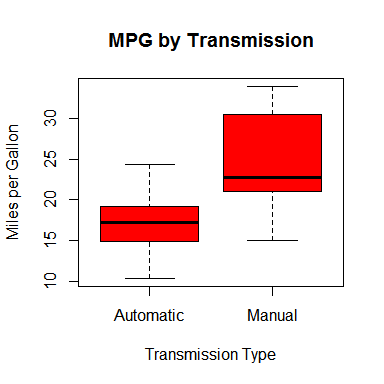 MPG by Transmission
Miles per Gallon
30
25
20
15
10
Automatic Manual
Transmission Type